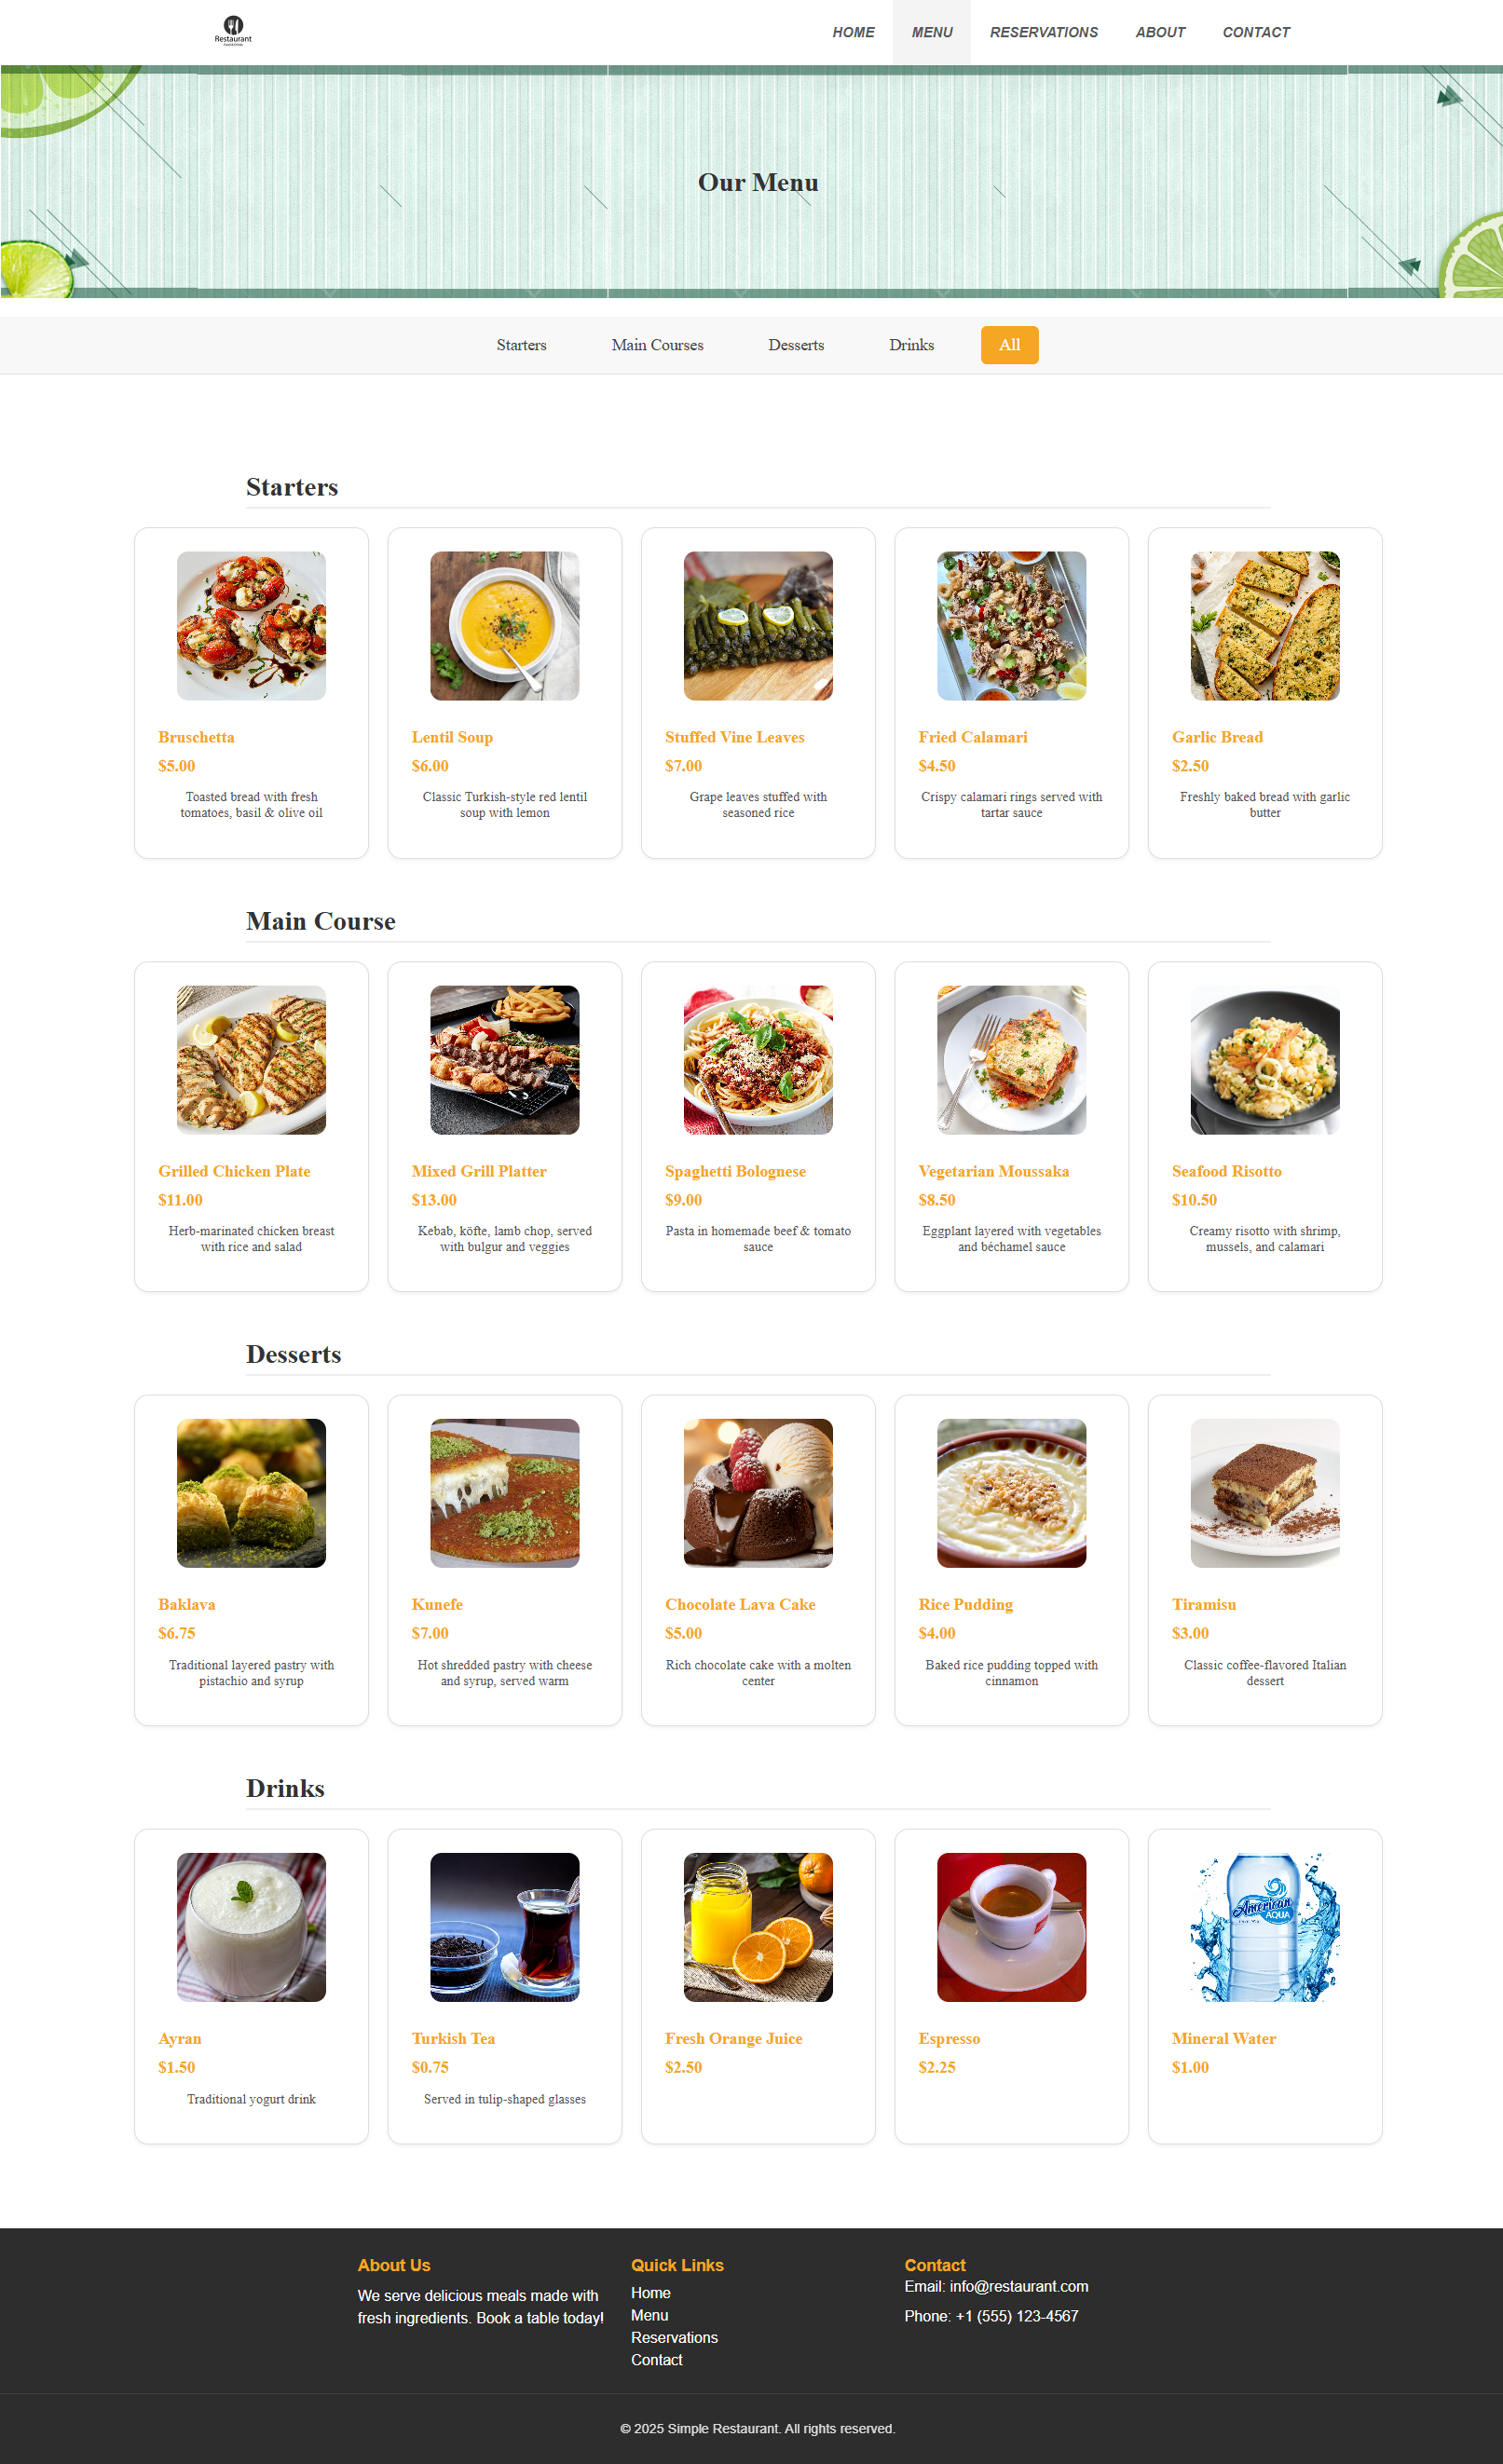 Restaurant
HOME
MENU
RESERVATIONS
ABOUT
CONTACT
Our Menu
Starters
Main Courses
Desserts
Drinks
All
Starters
Bruschetta
$5.00
Toasted bread with fresh
tomatoes, basil & olive oil
Lentil Soup
$6.00
Classic Turkish-style red lentil
soup with lemon
Stuffed Vine Leaves
$7.00
Grape leaves stuffed with
seasoned rice
Fried Calamari
$4.50
Crispy calamari rings served with
tartar sauce
Garlic Bread
$2.50
Freshly baked bread with garlic
butter
Main Course
Grilled Chicken Plate
$11.00
Herb-marinated chicken breast
with rice and salad
Mixed Grill Platter
$13.00
Kebab, köfte, lamb chop, served
with bulgur and veggies
Spaghetti Bolognese
$9.00
Pasta in homemade beef & tomato
sauce
Vegetarian Moussaka
$8.50
Eggplant layered with vegetables
and béchamel sauce
Seafood Risotto
$10.50
Creamy risotto with shrimp,
mussels, and calamari
Desserts
Baklava
$6.75
Traditional layered pastry with
pistachio and syrup
Kunefe
$7.00
Hot shredded pastry with cheese
and syrup, served warm
Chocolate Lava Cake
$5.00
Rich chocolate cake with a molten
center
Rice Pudding
$4.00
Baked rice pudding topped with
cinnamon
Tiramisu
$3.00
Classic coffee-flavored Italian
dessert
Drinks
Ayran
$1.50
Traditional yogurt drink
Turkish Tea
$0.75
Served in tulip-shaped glasses
Fresh Orange Juice
$2.50
Espresso
$2.25
American
AQUA
Mineral Water
$1.00
About Us
We serve delicious meals made with
fresh ingredients. Book a table today!
Quick Links
Home
Menu
Reservations
Contact
Contact
Email: info@restaurant.com
Phone: +1 (555) 123-4567
© 2025 Simple Restaurant. All rights reserved.